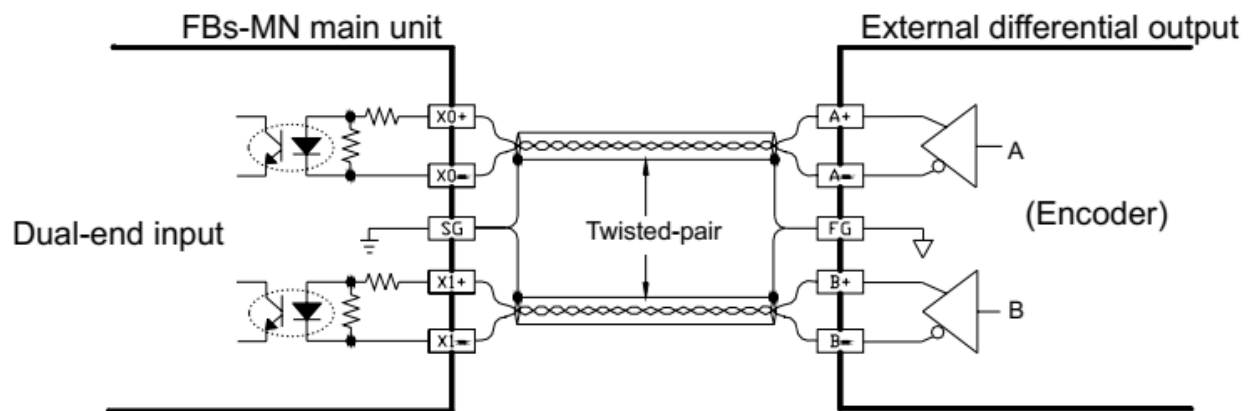 FBs-MN main unit
External differential output
X0+
A+
A
X0-
A-
Dual-end input
SG
Twisted-pair
FG
(Encoder)
X1+
B+
B
X1-
B-